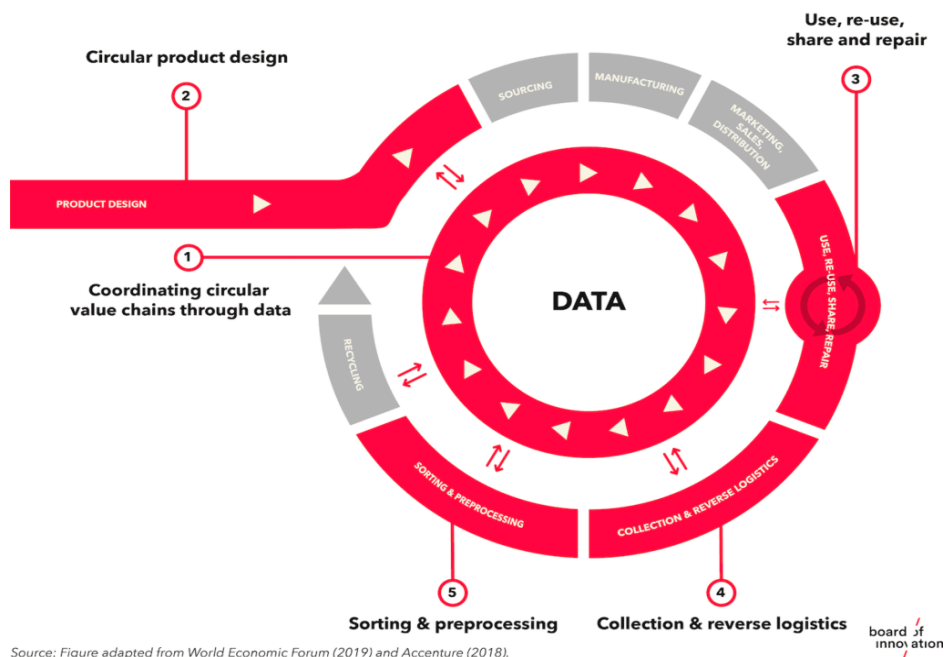 Use, re-use,
share and repair
Circular product design
3
2
SOURCING
MANUFACTURING
MARKETING,
SALES,
DISTRIBUTION
PRODUCT DESIGN
1
Coordinating circular
value chains through data
DATA
USE, RE-USE, SHARE, REPAIR
RECYCLING
SORTING & PREPROCESSING
COLLECTION & REVERSE LOGISTICS
5
4
Sorting & preprocessing
Collection & reverse logistics
board of
innovation
Source: Figure adapted from World Economic Forum (2019) and Accenture (2018).